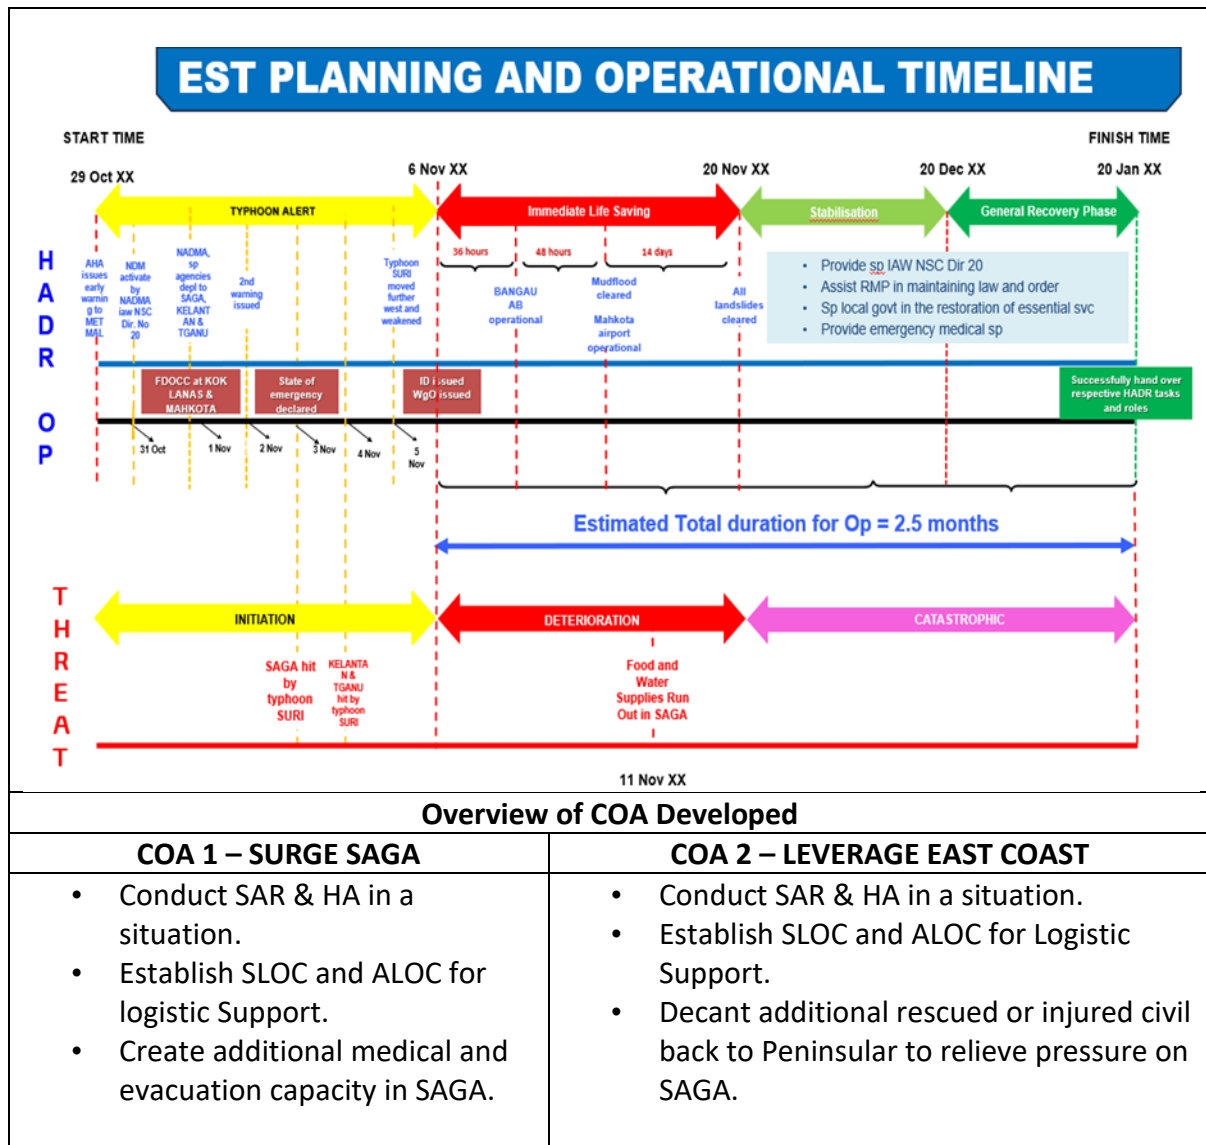 EST PLANNING AND OPERATIONAL TIMELINE
START TIME
FINISH TIME
29 Oct XX
6 Nov XX
20 Nov XX
20 Dec XX
20 Jan XX
TYPHOON ALERT
Immediate Life Saving
Stabilisation
General Recovery Phase
H
A
D
R
O
P
AHA
issues
early
warnin
g to
MET
MAL
NDM
activate
by
NADMA
iaw NSC
Dir. No
20
NADMA,
sp
agencies
depl to
SAGA,
KELANT
AN &
TGANU
2nd
warning
issued
Typhoon
SURI
moved
further
west and
weakened
36 hours
48 hours
14 days
BANGAU
AB
operational
Mudflood
cleared
Mahkota
airport
operational
All
landslides
cleared
• Provide sp IAW NSC Dir 20
• Assist RMP in maintaining law and order
• Sp local govt in the restoration of essential svc
• Provide emergency medical sp
FDOCC at KOK
LANAS &
MAHKOTA
State of
emergency
declared
ID issued
WgO issued
Successfully hand over
respective HADR tasks
and roles
31 Oct
1 Nov
2 Nov
3 Nov
4 Nov
5
Nov
Estimated Total duration for Op = 2.5 months
T
H
R
E
A
T
INITIATION
DETERIORATION
CATASTROPHIC
SAGA hit
by
typhoon
SURI
KELANTA
N &
TGANU
hit by
typhoon
SURI
Food and
Water
Supplies Run
Out in SAGA
11 Nov XX
Overview of COA Developed
COA 1 – SURGE SAGA
• Conduct SAR & HA in a
situation.
• Establish SLOC and ALOC for
logistic Support.
• Create additional medical and
evacuation capacity in SAGA.
COA 2 – LEVERAGE EAST COAST
• Conduct SAR & HA in a situation.
• Establish SLOC and ALOC for Logistic
Support.
• Decant additional rescued or injured civil
back to Peninsular to relieve pressure on
SAGA.